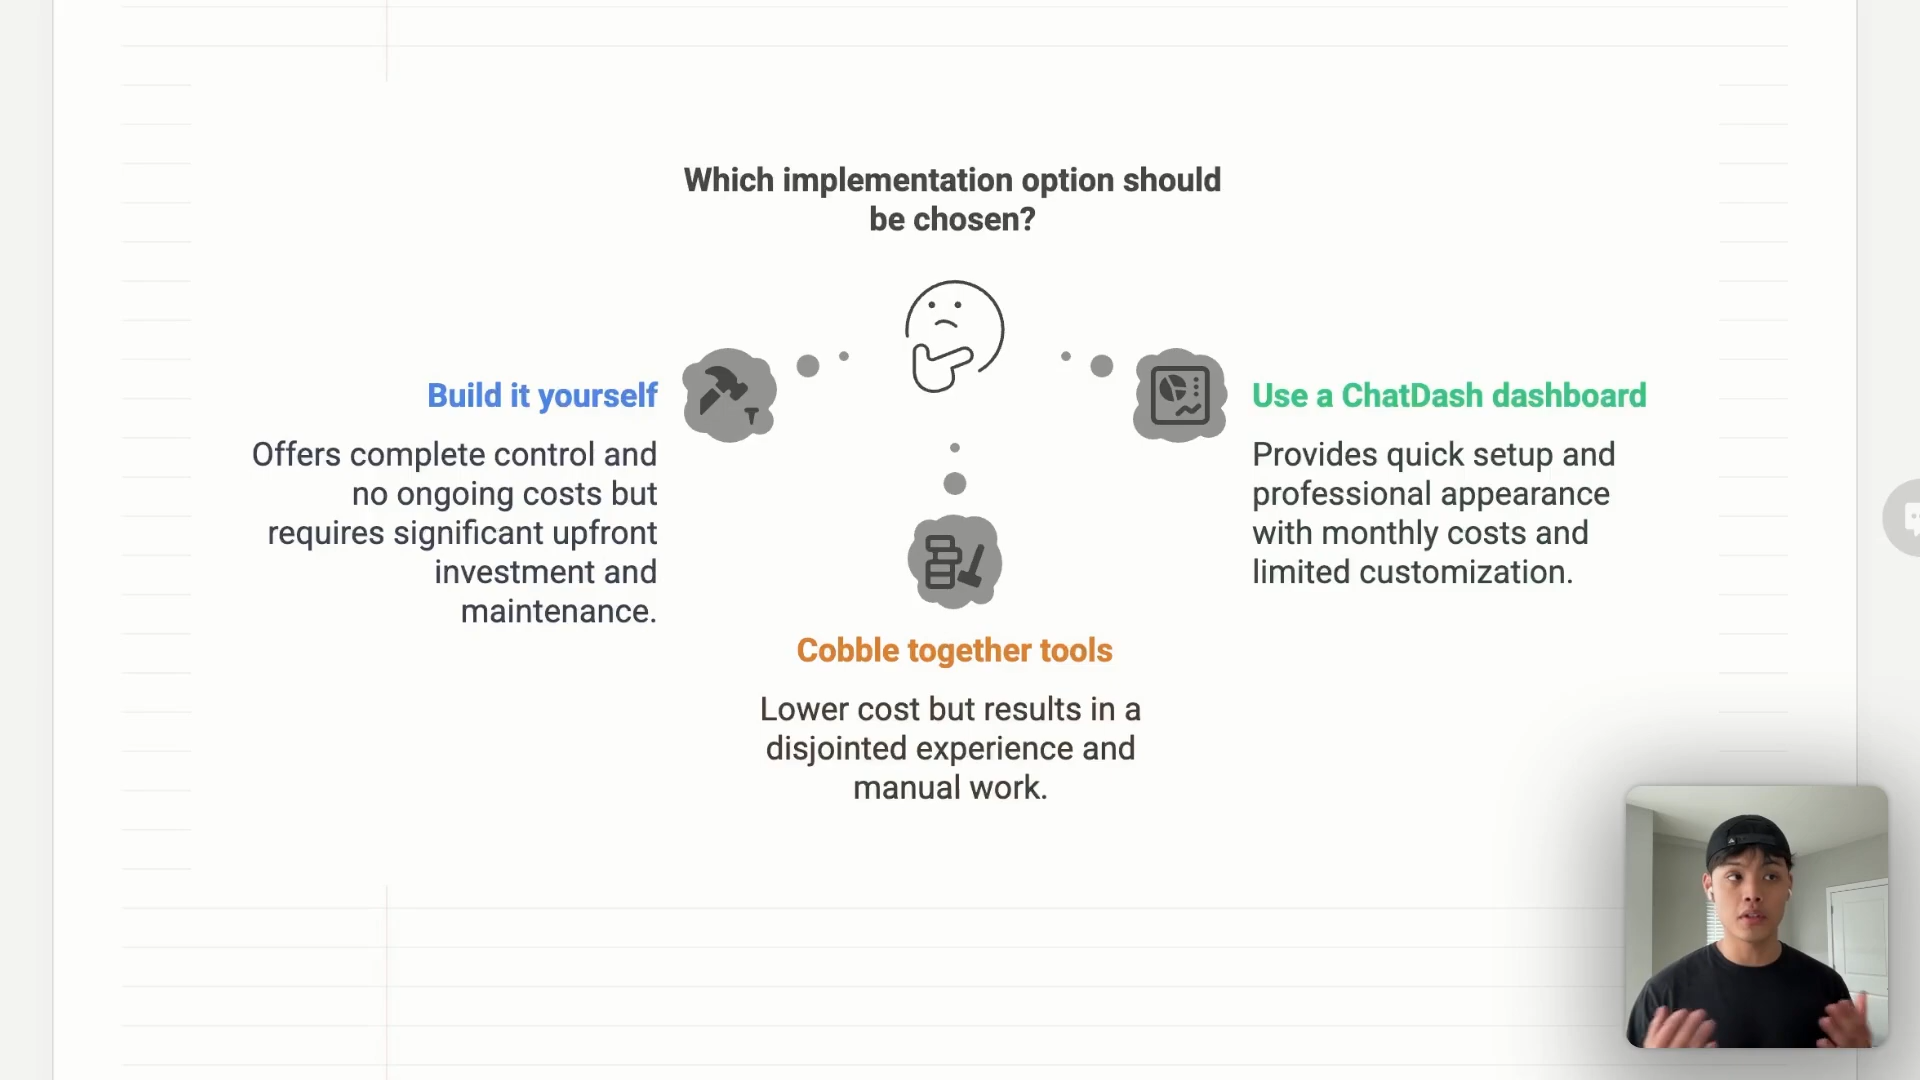 Which implementation option should
be chosen?
Build it yourself
Offers complete control and
no ongoing costs but
requires significant upfront
investment and
maintenance.
Use a ChatDash dashboard
Provides quick setup and
professional appearance
with monthly costs and
limited customization.
Cobble together tools
Lower cost but results in a
disjointed experience and
manual work.